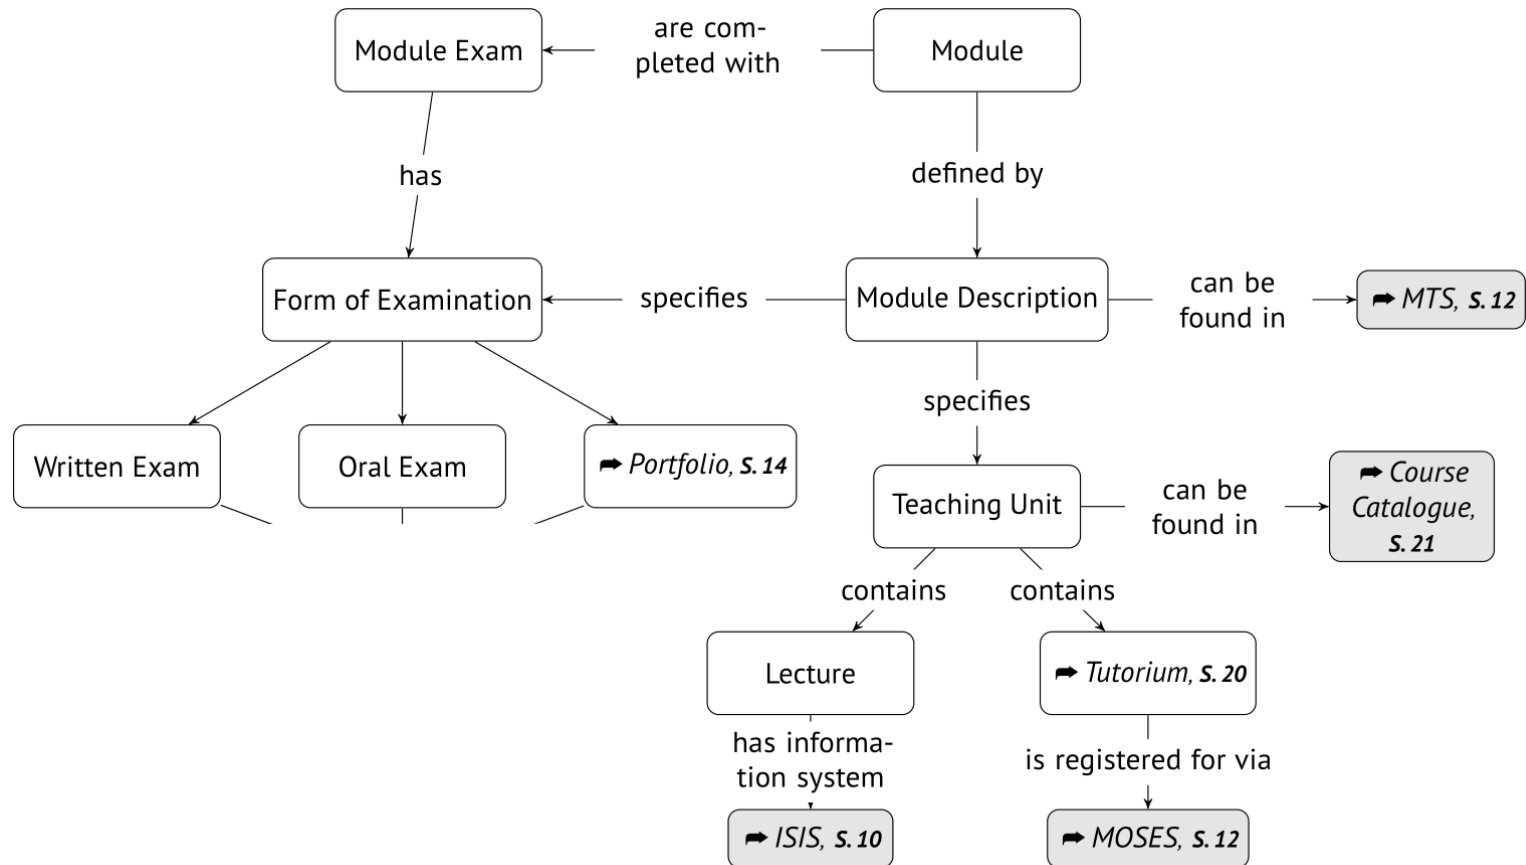 Module Exam
are com-
pleted with
Module
has
defined by
Form of Examination
specifies
Module Description
can be
found in
➦ MTS, S. 12
specifies
Written Exam
Oral Exam
➦ Portfolio, S. 14
Teaching Unit
can be
found in
➦ Course
Catalogue,
S. 21
contains
contains
Lecture
➦ Tutorium, S. 20
has informa-
tion system
is registered for via
➦ ISIS, S. 10
➦ MOSES, S. 12